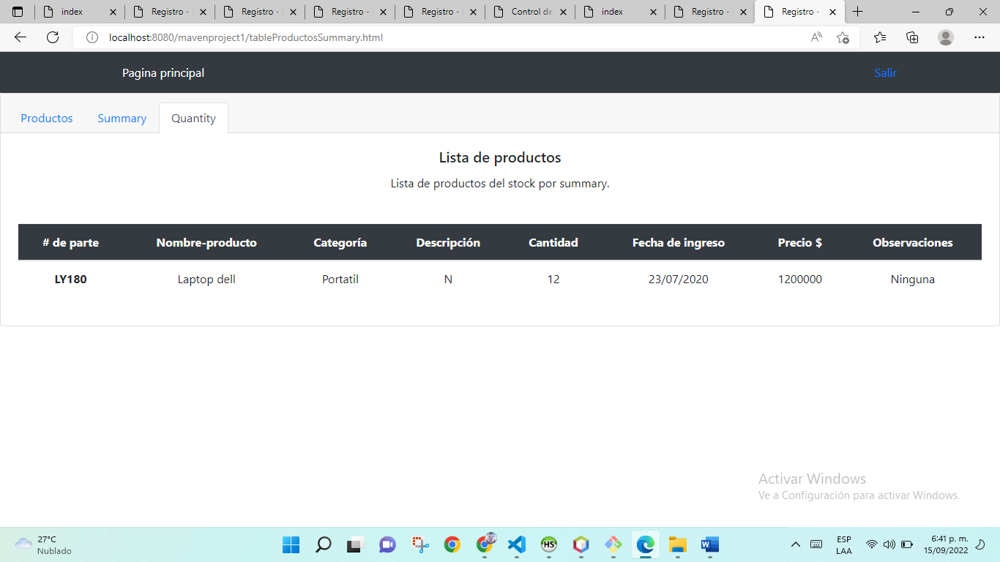 index
Registro -
Registro -
Registro -
Registro -
Control de
index
Registro -
Registro -
localhost:8080/mavenproject1/tableProductosSummary.html
Pagina principal
Salir
Productos Summary Quantity
Lista de productos
Lista de productos del stock por summary.
# de parte Nombre-producto Categoría Descripción Cantidad Fecha de ingreso Precio $ Observaciones
LY180 Laptop dell Portatil N 12 23/07/2020 1200000 Ninguna
Activar Windows
Ve a Configuración para activar Windows.
27°C
Nublado
HS
ESP
LAA
6:41 p. m.
15/09/2022